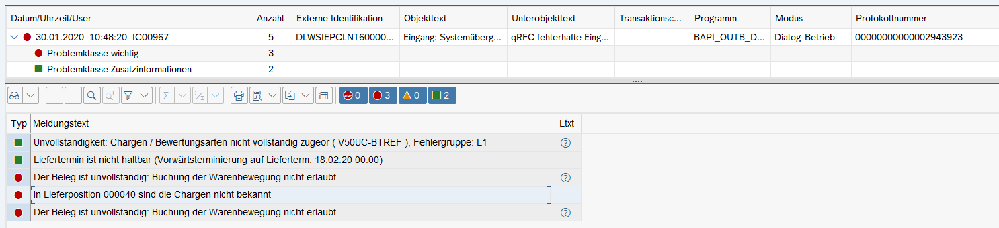 Datum/Uhrzeit/User Anzahl Externe Identifikation Objekttext Unterobjekttext Transaktionsc... Programm Modus Protokollnummer
30.01.2020 10:48:20 IC00967 5 DLWSIEPCLNT60000... Eingang: Systemüberg... qRFC fehlerhafte Eing... BAPI_OUTB_D... Dialog-Betrieb 00000000000002943923
Problemklasse wichtig 3
Problemklasse Zusatzinformationen 2
STOP 0 3 0 2
Typ Meldungstext Ltxt
Unvollständigkeit: Chargen / Bewertungsarten nicht vollständig zugeor ( V50UC-BTREF ), Fehlergruppe: L1
Liefertermin ist nicht haltbar (Vorwärtsterminierung auf Lieferterm. 18.02.20 00:00)
Der Beleg ist unvollständig: Buchung der Warenbewegung nicht erlaubt
In Lieferposition 000040 sind die Chargen nicht bekannt
Der Beleg ist unvollständig: Buchung der Warenbewegung nicht erlaubt